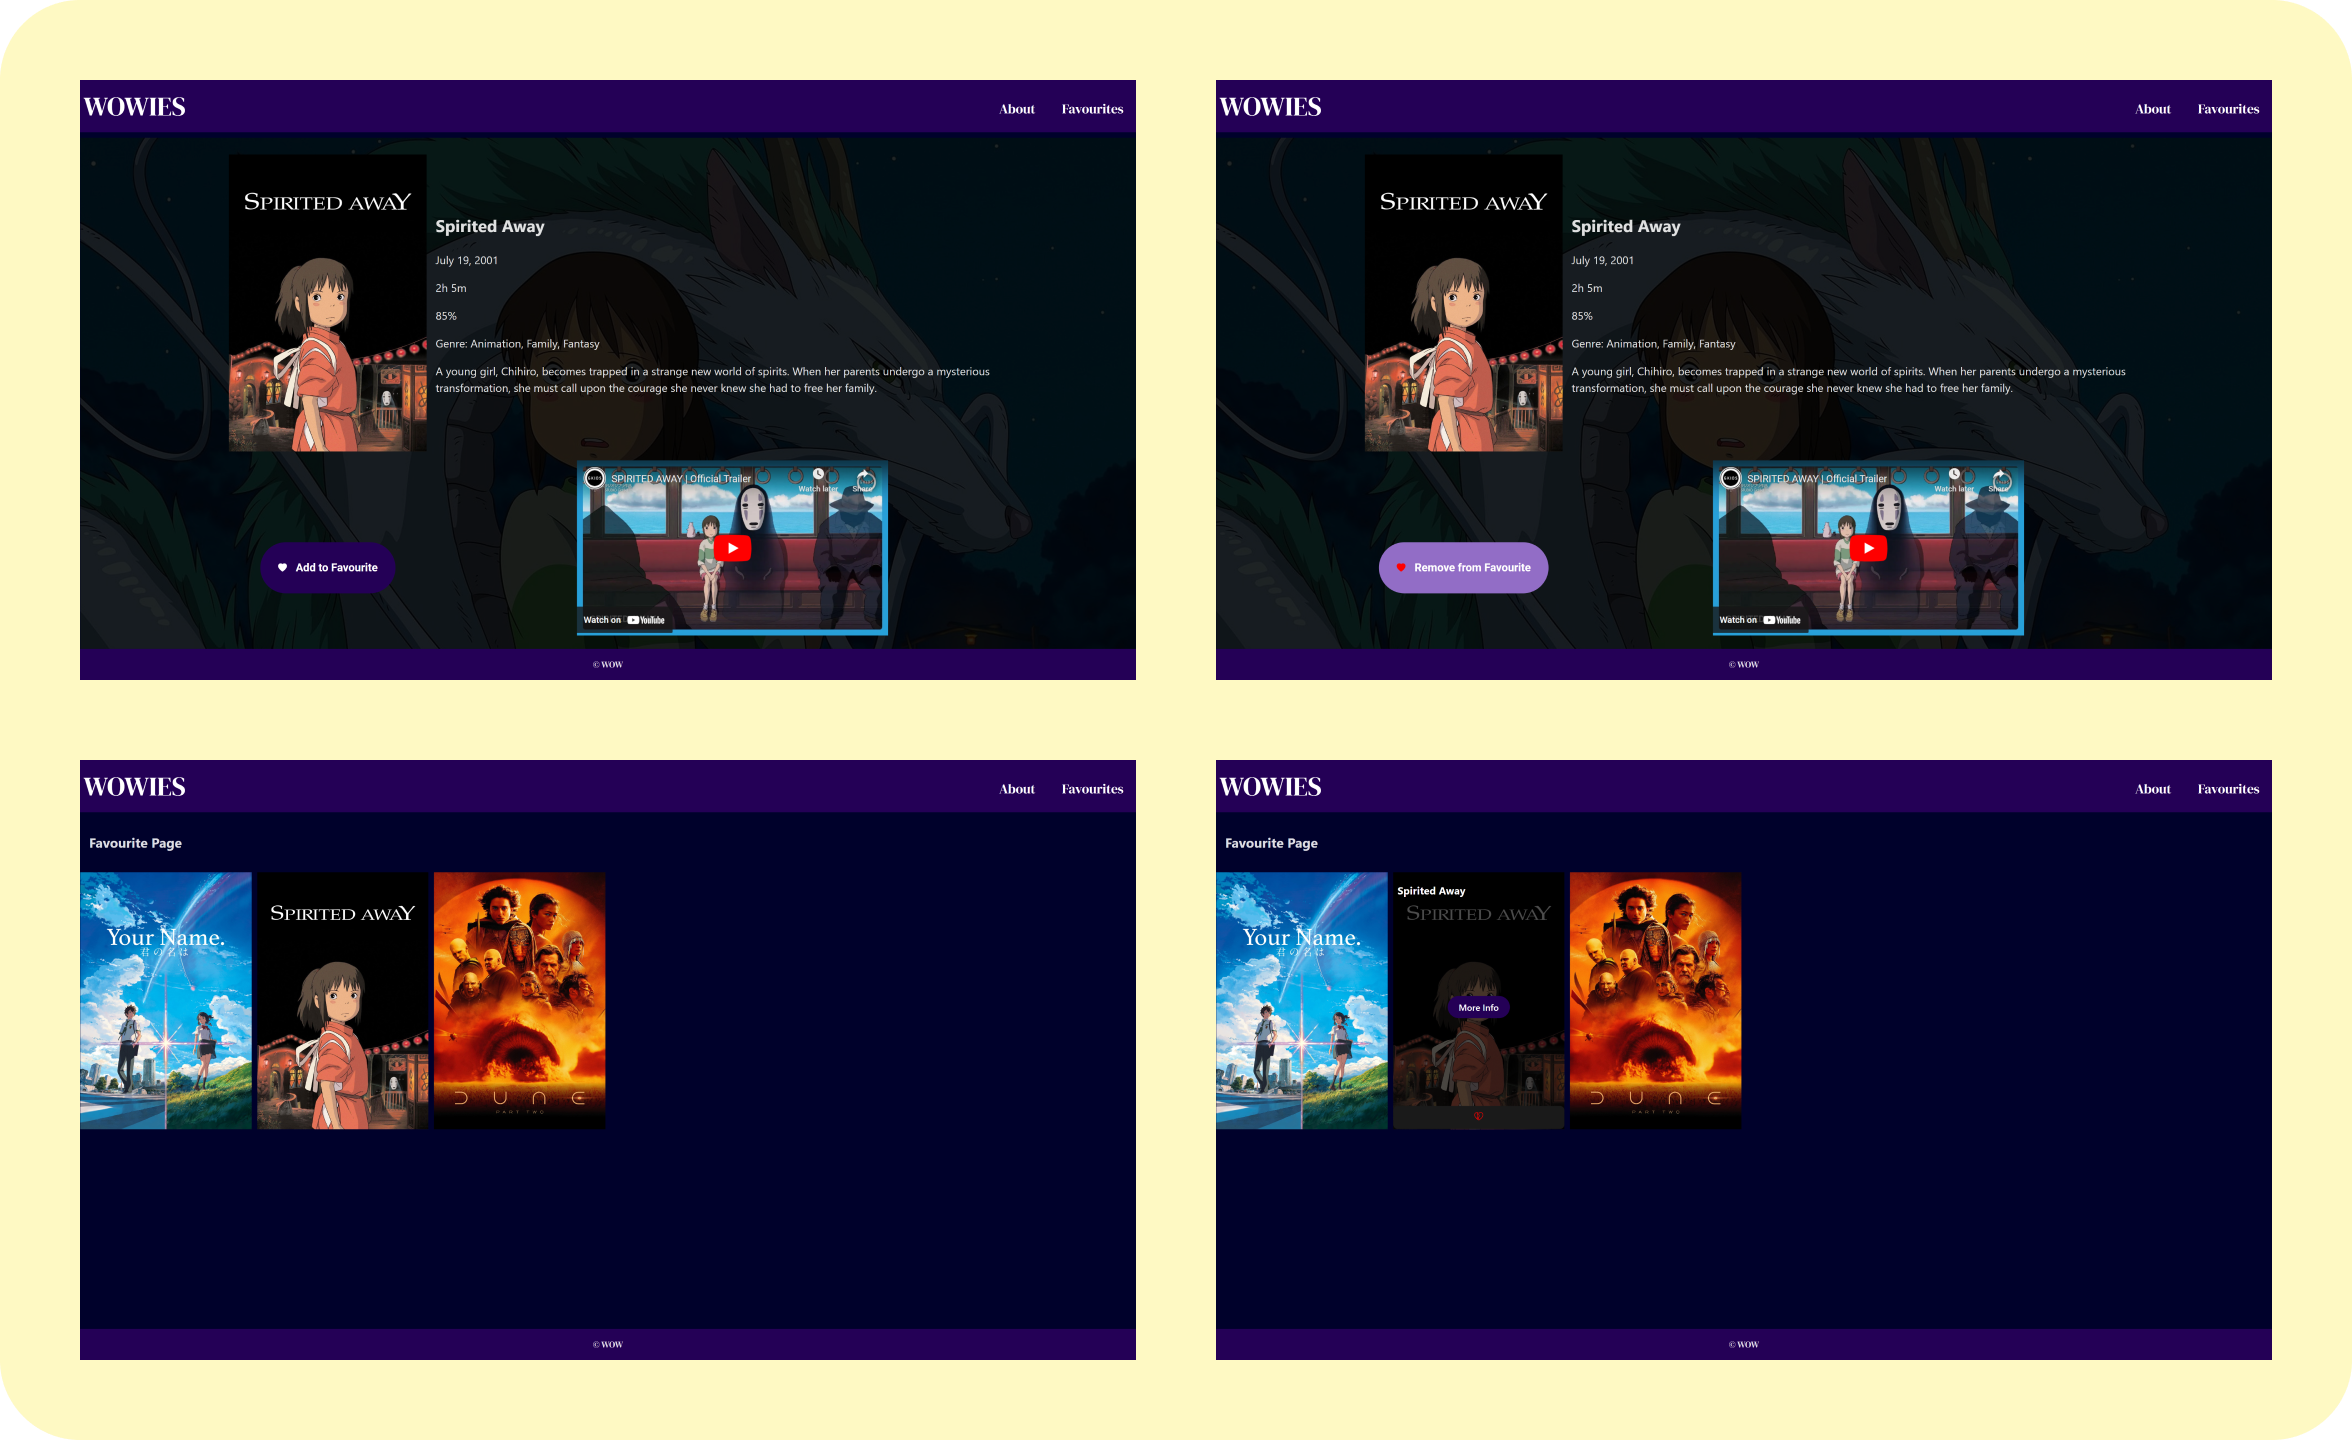 WOWIES
About Favourites
SPIRITED AWAY
Spirited Away
July 19, 2001
2h 5m
85%
Genre: Animation, Family, Fantasy
A young girl, Chihiro, becomes trapped in a strange new world of spirits. When her parents undergo a mysterious
transformation, she must call upon the courage she never knew she had to free her family.
SPIRITED AWAY | Official Trailer
Watch later
Share
Add to Favourite
Watch on YouTube
© WOW
WOWIES
About Favourites
SPIRITED AWAY
Spirited Away
July 19, 2001
2h 5m
85%
Genre: Animation, Family, Fantasy
A young girl, Chihiro, becomes trapped in a strange new world of spirits. When her parents undergo a mysterious
transformation, she must call upon the courage she never knew she had to free her family.
SPIRITED AWAY | Official Trailer
Watch later
Share
Remove from Favourite
Watch on YouTube
© WOW
WOWIES
About Favourites
Favourite Page
Your Name.
君の名は
SPIRITED AWAY
DUNE
PART TWO
© WOW
WOWIES
About Favourites
Favourite Page
Your Name.
君の名は
Spirited Away
SPIRITED AWAY
More Info
DUNE
PART TWO
© WOW